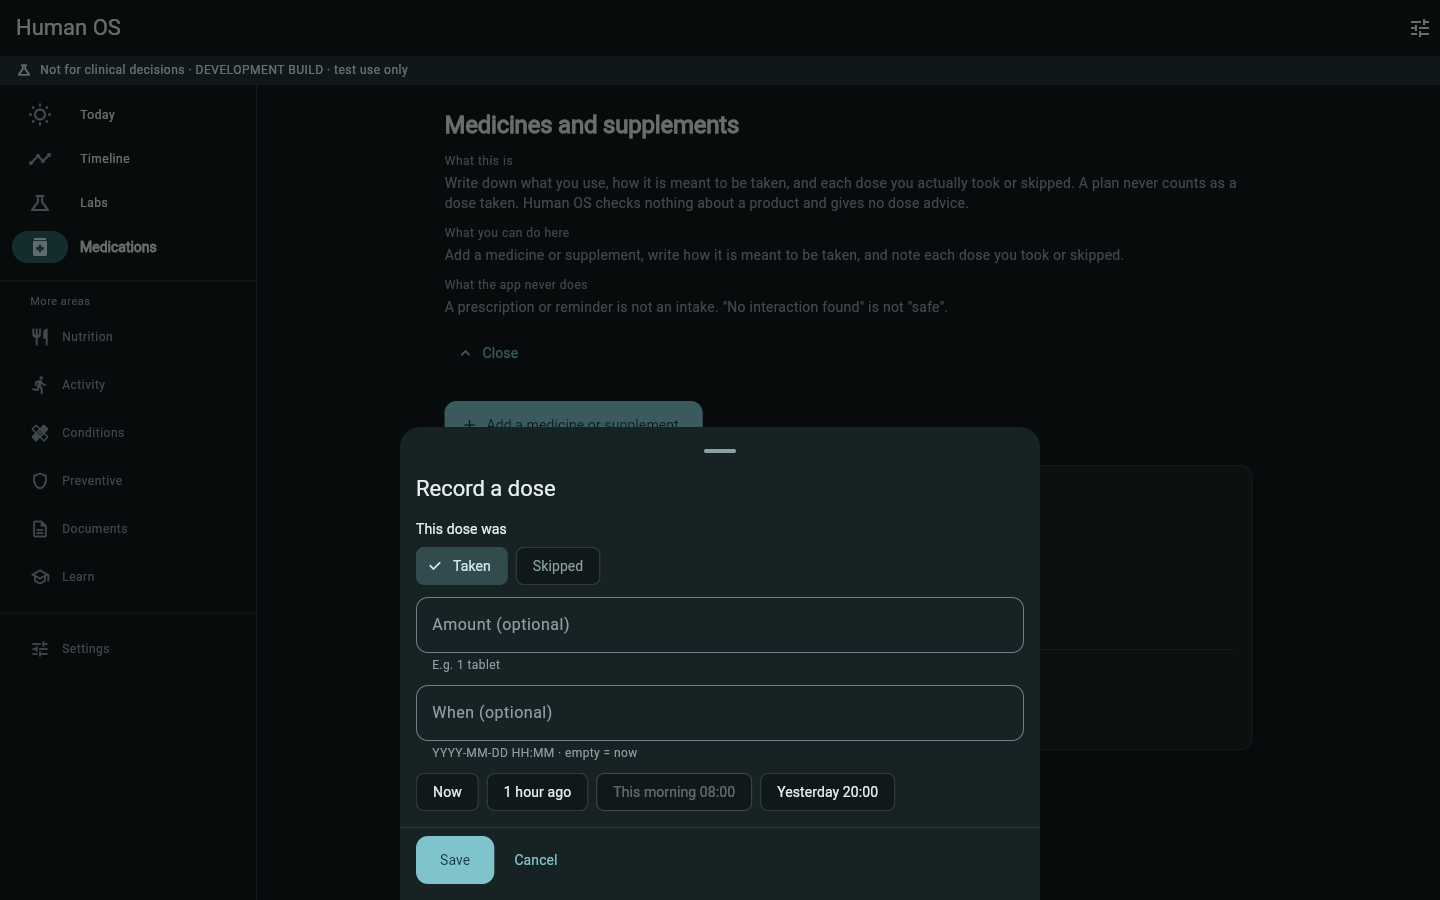 Human OS
Not for clinical decisions · DEVELOPMENT BUILD · test use only
Today
Timeline
Labs
Medications
More areas
Nutrition
Activity
Conditions
Preventive
Documents
Learn
Settings
Medicines and supplements
What this is
Write down what you use, how it is meant to be taken, and each dose you actually took or skipped. A plan never counts as a
dose taken. Human OS checks nothing about a product and gives no dose advice.
What you can do here
Add a medicine or supplement, write how it is meant to be taken, and note each dose you took or skipped.
What the app never does
A prescription or reminder is not an intake. "No interaction found" is not "safe".
Close
Add a medicine or supplement
Record a dose
This dose was
Taken
Skipped
Amount (optional)
E.g. 1 tablet
When (optional)
YYYY-MM-DD HH:MM · empty = now
Now
1 hour ago
This morning 08:00
Yesterday 20:00
Save
Cancel